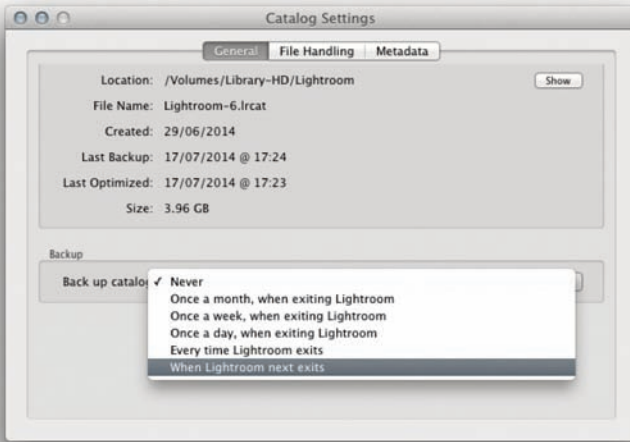 Catalog Settings
General File Handling Metadata
Location: /Volumes/Library-HD/Lightroom Show
File Name: Lightroom-6.lrcat
Created: 29/06/2014
Last Backup: 17/07/2014 @ 17:24
Last Optimized: 17/07/2014 @ 17:23
Size: 3.96 GB
Backup
Back up catalo ✓ Never
Once a month, when exiting Lightroom
Once a week, when exiting Lightroom
Once a day, when exiting Lightroom
Every time Lightroom exits
When Lightroom next exits